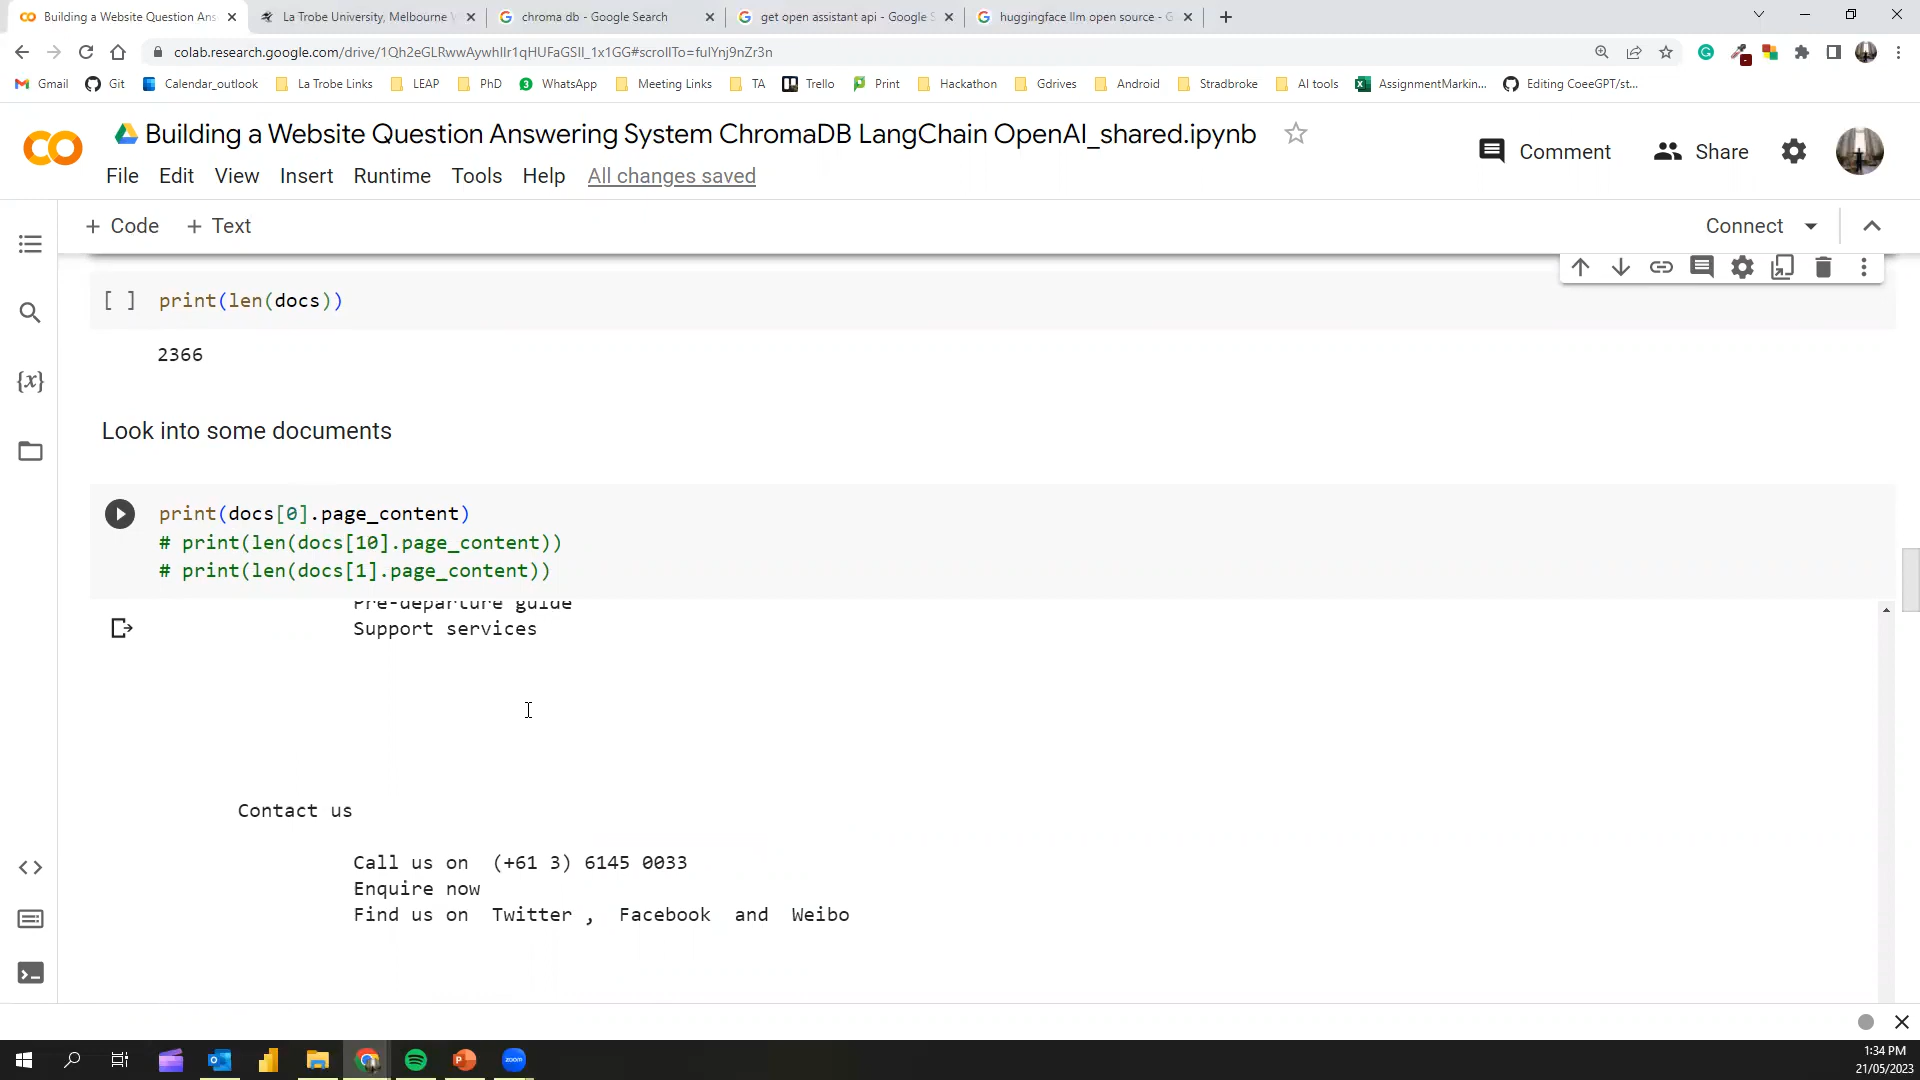 Building a Website Question Ans
La Trobe University, Melbourne V
chroma db - Google Search
get open assistant api - Google S
huggingface llm open source - G
colab.research.google.com/drive/1Qh2eGLRwwAywhIIr1qHUFaGSII_1x1GG#scrollTo=fuIYnj9nZr3n
Gmail
Git
Calendar_outlook
La Trobe Links
LEAP
PhD
WhatsApp
Meeting Links
TA
Trello
Print
Hackathon
Gdrives
Android
Stradbroke
AI tools
AssignmentMarkin...
Editing CoeeGPT/st...
Building a Website Question Answering System ChromaDB LangChain OpenAI_shared.ipynb
Comment
Share
File Edit View Insert Runtime Tools Help All changes saved
+ Code + Text
Connect
[ ] print(len(docs))
2366
Look into some documents
print(docs[0].page_content)
# print(len(docs[10].page_content))
# print(len(docs[1].page_content))
Pre-departure guide
Support services
Contact us
Call us on (+61 3) 6145 0033
Enquire now
Find us on Twitter , Facebook and Weibo
zoom
1:34 PM
21/05/2023